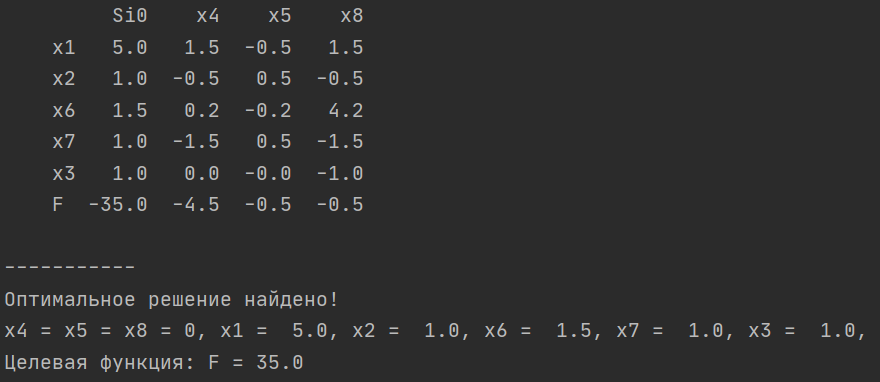 Si0 x4 x5 x8
x1 5.0 1.5 −0.5 1.5
x2 1.0 −0.5 0.5 −0.5
x6 1.5 0.2 −0.2 4.2
x7 1.0 −1.5 0.5 −1.5
x3 1.0 0.0 −0.0 −1.0
F −35.0 −4.5 −0.5 −0.5
-----------
Оптимальное решение найдено!
x4 = x5 = x8 = 0, x1 =  5.0, x2 =  1.0, x6 =  1.5, x7 =  1.0, x3 =  1.0,
Целевая функция: F = 35.0